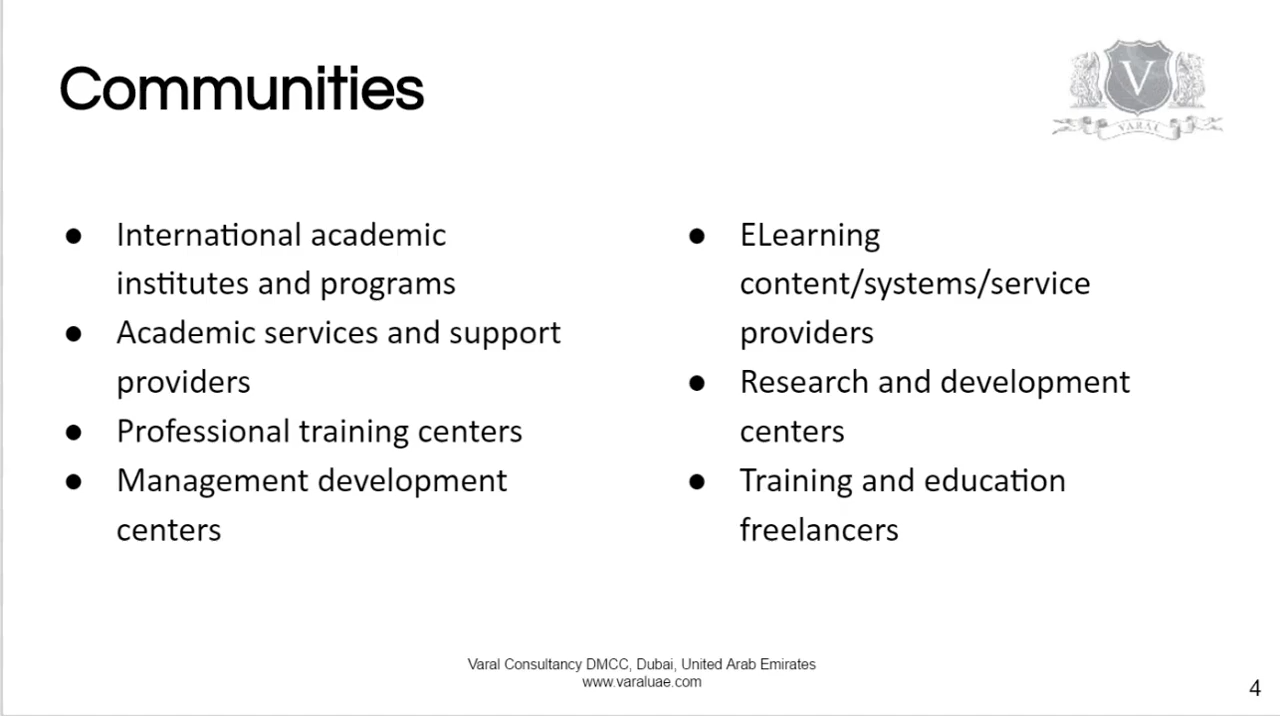 Communities
V
VARAL
● International academic
institutes and programs
● Academic services and support
providers
● Professional training centers
● Management development
centers
● ELearning
content/systems/service
providers
● Research and development
centers
● Training and education
freelancers
Varal Consultancy DMCC, Dubai, United Arab Emirates
www.varaluae.com
4